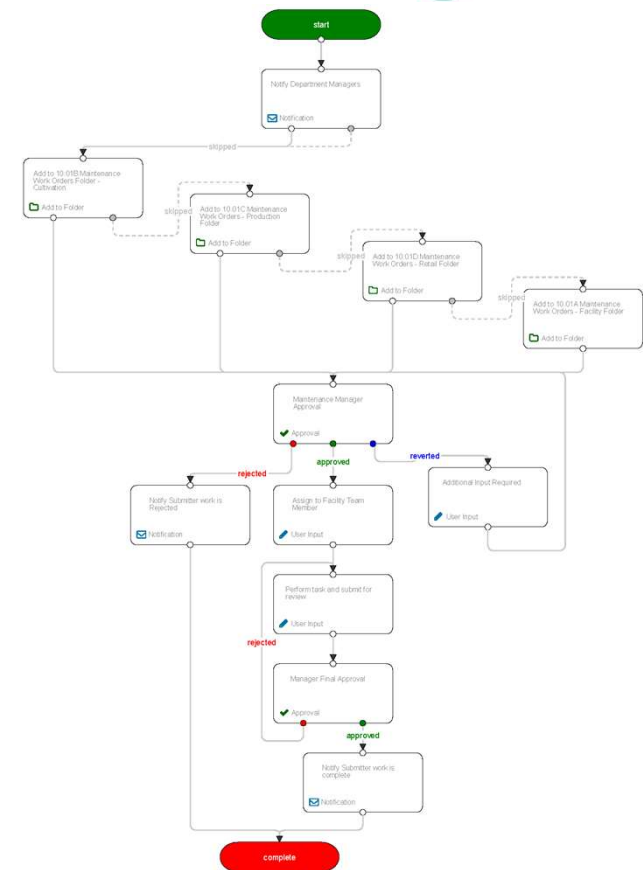 start
Notify Department Managers
Notification
skipped
Add to 10.01B Maintenance
Work Orders Folder -
Cultivation
Add to Folder
skipped
Add to 10.01C Maintenance
Work Orders - Production
Folder
Add to Folder
skipped
Add to 10.01D Maintenance
Work Orders - Retail Folder
Add to Folder
skipped
Add to 10.01A Maintenance
Work Orders - Facility Folder
Add to Folder
Maintenance Manager
Approval
Approval
rejected
approved
reverted
Notify Submitter work is
Rejected
Notification
Assign to Facility Team
Member
User Input
Additional Input Required
User Input
Perform task and submit for
review
User Input
rejected
Manager Final Approval
Approval
approved
Notify Submitter work is
complete
Notification
complete